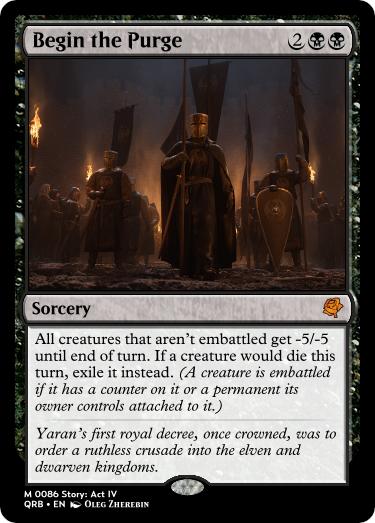 Begin the Purge 2
Sorcery
All creatures that aren't embattled get -5/-5
until end of turn. If a creature would die this
turn, exile it instead. (A creature is embattled
if it has a counter on it or a permanent its
owner controls attached to it.)
Yaran's first royal decree, once crowned, was to
order a ruthless crusade into the elven and
dwarven kingdoms.
M 0086 Story: Act IV
QRB • EN Oleg Zherebin